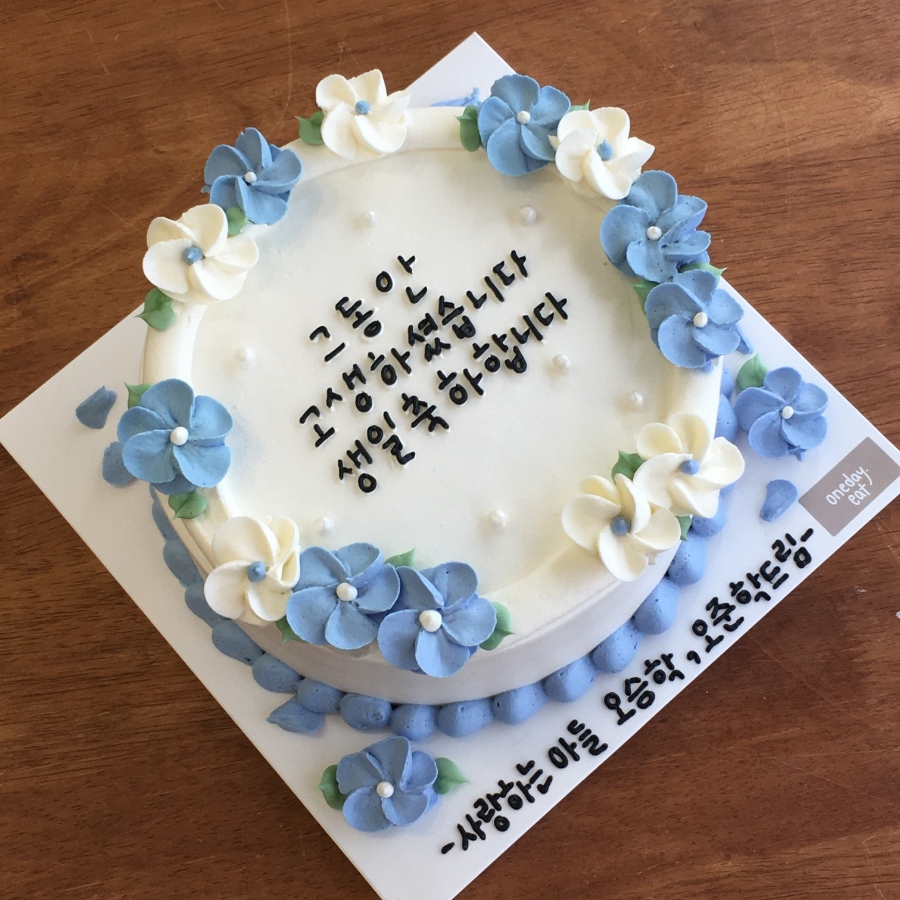 그동안
고생하셨습니다
생일축하합니다
oneday.
eat
-사랑하는 아들 오승학, 오준학드림-